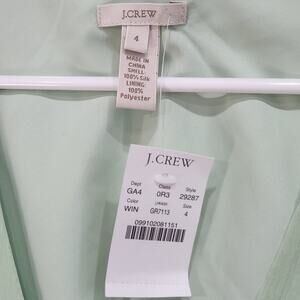 J.CREW
4
MADE IN
CHINA
SHELL:
100% Silk
LINING:
100%
Polyester
J.CREW
Dept Class Style
GA4 0R3 29287
Color Size
WIN GR7113 4
099102081151